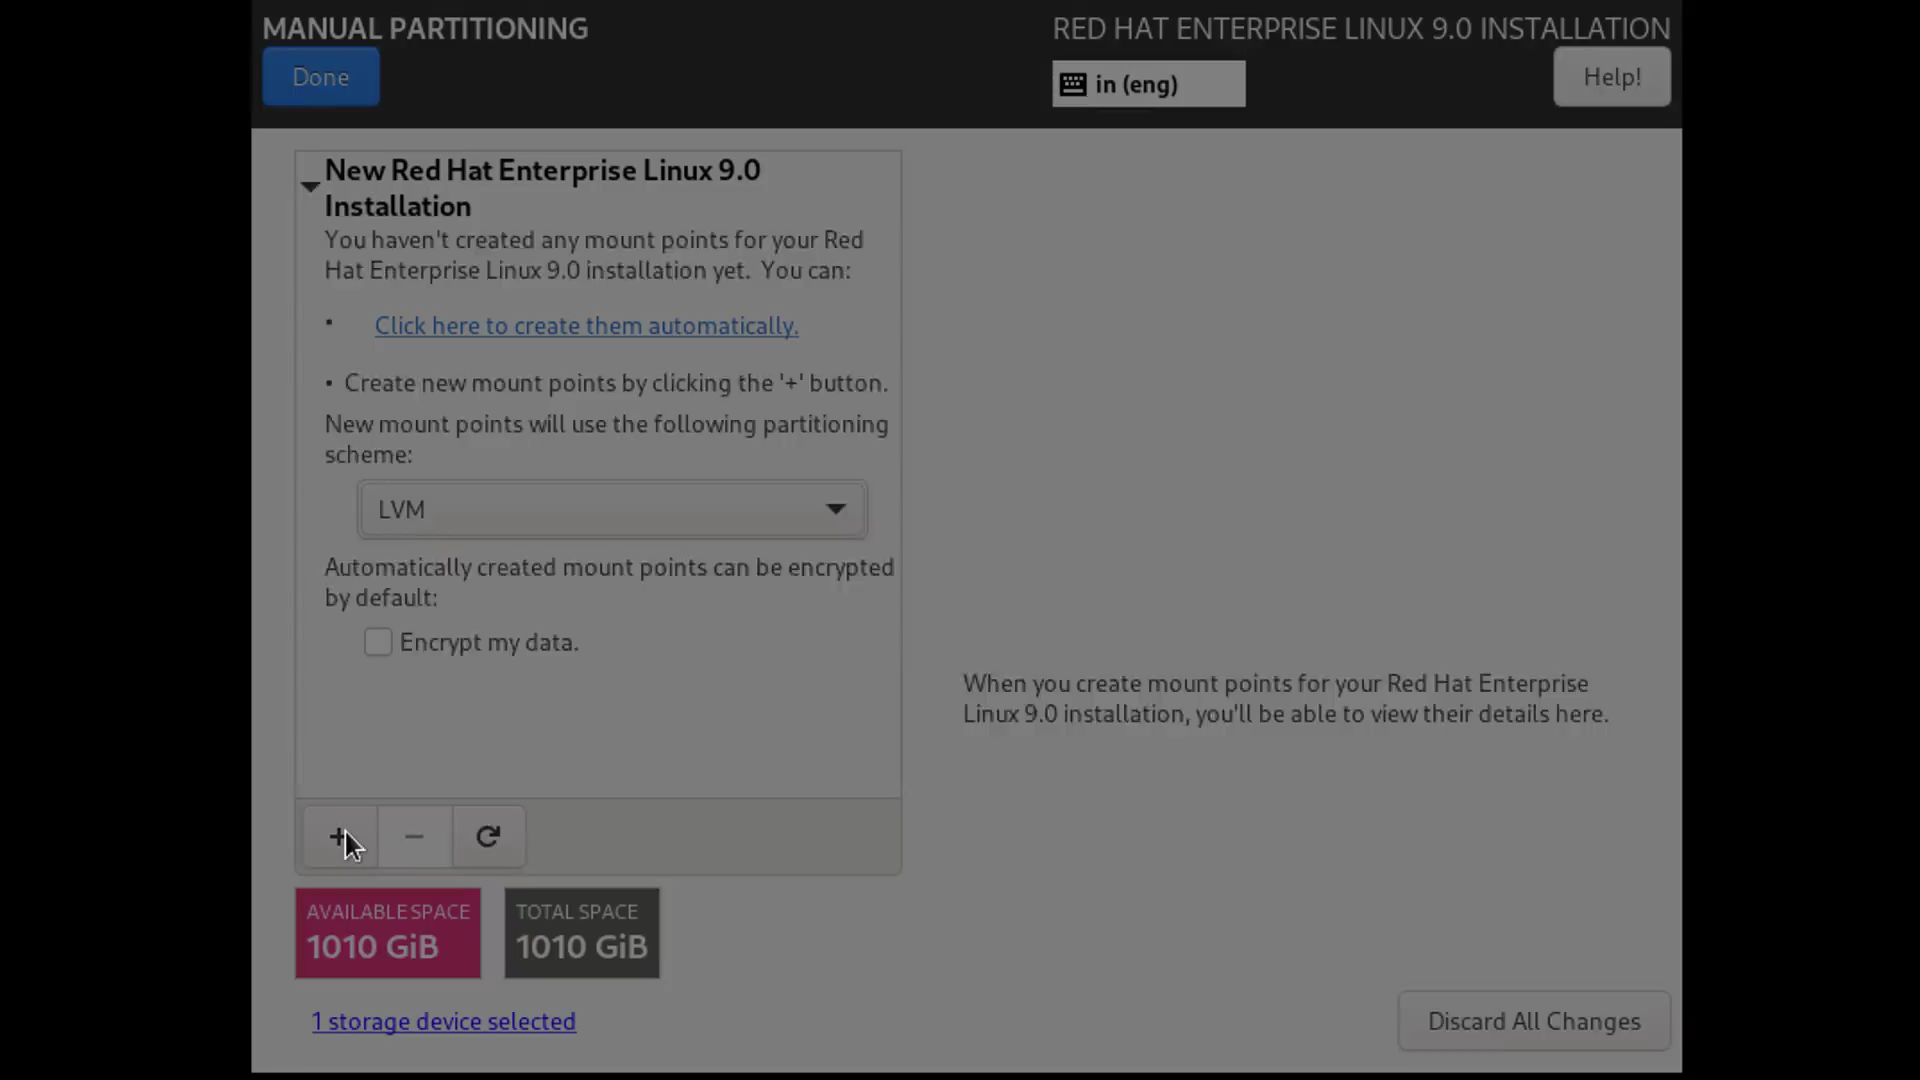 MANUAL PARTITIONING
RED HAT ENTERPRISE LINUX 9.0 INSTALLATION
Done
in (eng)
Help!
New Red Hat Enterprise Linux 9.0
Installation
You haven't created any mount points for your Red
Hat Enterprise Linux 9.0 installation yet.  You can:
• Click here to create them automatically.
• Create new mount points by clicking the '+' button.
New mount points will use the following partitioning
scheme:
LVM
Automatically created mount points can be encrypted
by default:
Encrypt my data.
When you create mount points for your Red Hat Enterprise
Linux 9.0 installation, you'll be able to view their details here.
+
−
AVAILABLE SPACE
1010 GiB
TOTAL SPACE
1010 GiB
1 storage device selected
Discard All Changes